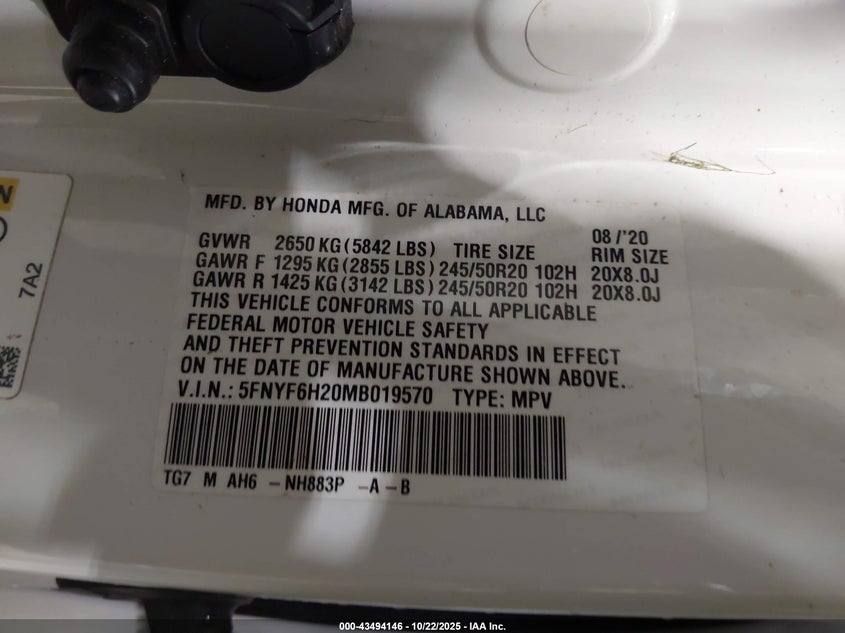 MFD. BY HONDA MFG. OF ALABAMA, LLC
08/'20
GVWR 2650 KG (5842 LBS) TIRE SIZE RIM SIZE
GAWR F 1295 KG (2855 LBS) 245/50R20 102H 20X8.0J
GAWR R 1425 KG (3142 LBS) 245/50R20 102H 20X8.0J
THIS VEHICLE CONFORMS TO ALL APPLICABLE
FEDERAL MOTOR VEHICLE SAFETY
AND THEFT PREVENTION STANDARDS IN EFFECT
ON THE DATE OF MANUFACTURE SHOWN ABOVE.
V.I.N.: 5FNYF6H20MB019570 TYPE: MPV
TG7 M AH6 -NH883P -A-B
N
7A2
000-43494146 - 10/22/2025 - IAA Inc.